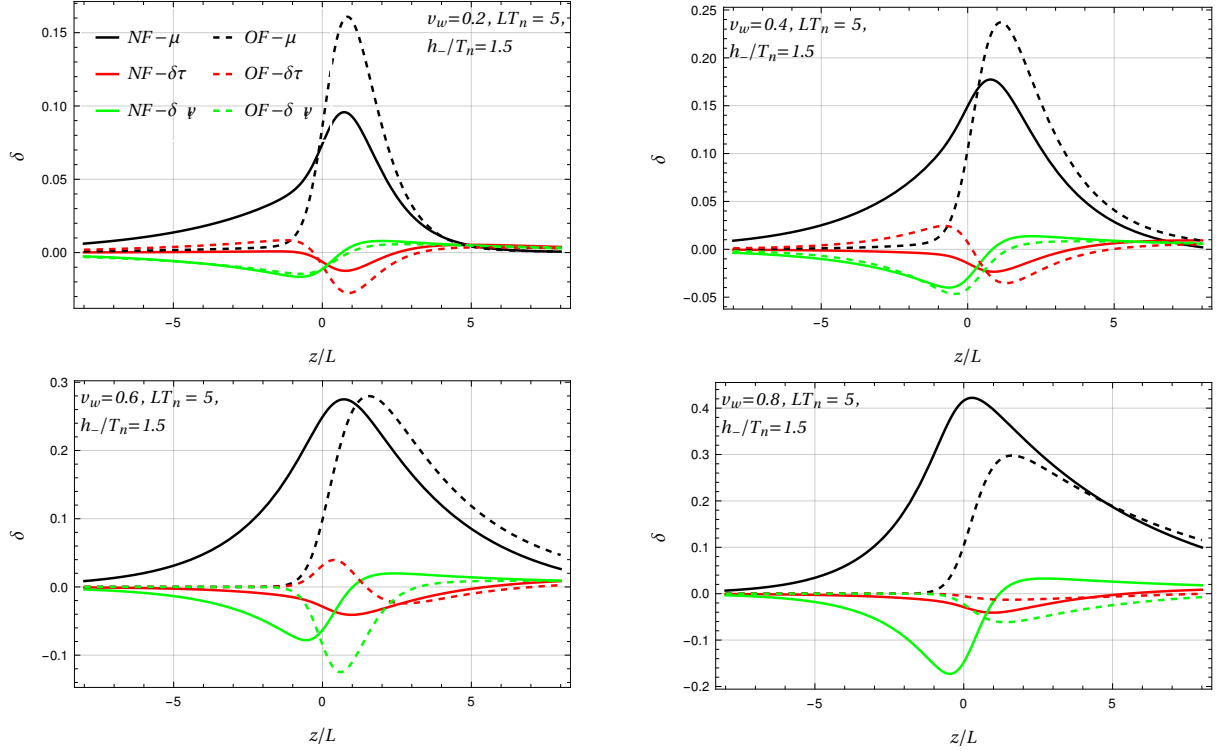 v_w=0.2, LT_n = 5,
h_-/T_n=1.5
NF-μ OF-μ
NF-δτ OF-δτ
NF-δ OF-δ
0.15
0.10
0.05
0.00
δ
-5 0 5
z/L
v_w=0.4, LT_n = 5,
h_-/T_n=1.5
0.25
0.20
0.15
0.10
0.05
0.00
-0.05
δ
-5 0 5
z/L
v_w=0.6, LT_n = 5,
h_-/T_n=1.5
0.3
0.2
0.1
0.0
-0.1
δ
-5 0 5
z/L
v_w=0.8, LT_n = 5,
h_-/T_n=1.5
0.4
0.3
0.2
0.1
0.0
-0.1
-0.2
δ
-5 0 5
z/L